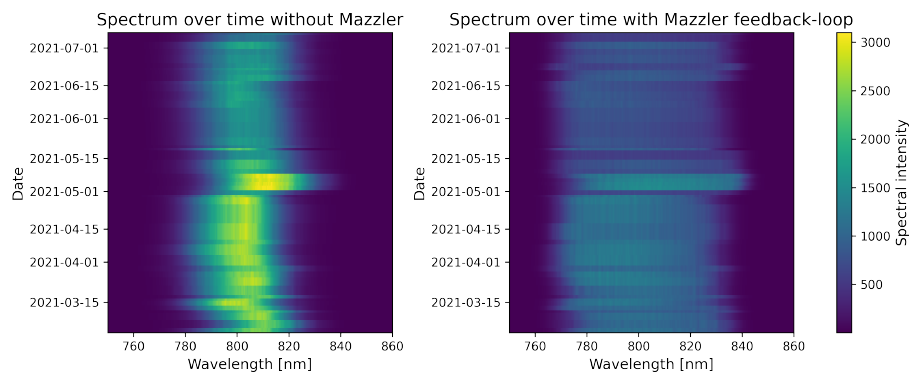 Spectrum over time without Mazzler
Spectrum over time with Mazzler feedback-loop
Date
2021-07-01
2021-06-15
2021-06-01
2021-05-15
2021-05-01
2021-04-15
2021-04-01
2021-03-15
760 780 800 820 840 860
Wavelength [nm]
Date
2021-07-01
2021-06-15
2021-06-01
2021-05-15
2021-05-01
2021-04-15
2021-04-01
2021-03-15
760 780 800 820 840 860
Wavelength [nm]
3000
2500
2000
1500
1000
500
Spectral intensity